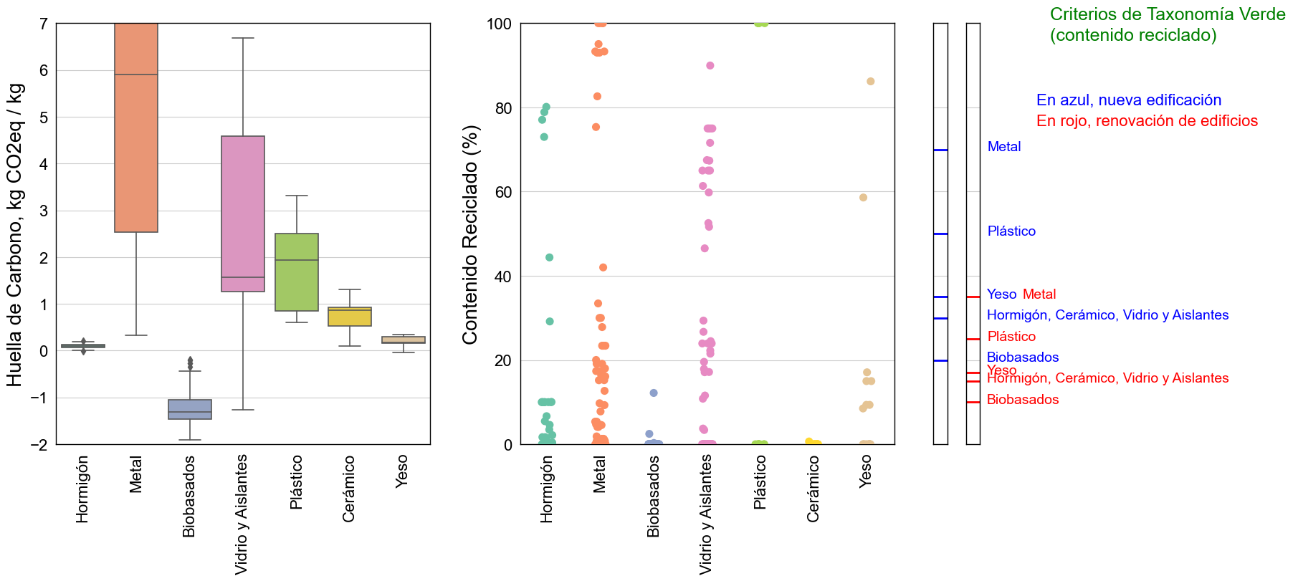 Huella de Carbono, kg CO2eq / kg
7
6
5
4
3
2
1
0
−1
−2
Hormigón
Metal
Biobasados
Vidrio y Aislantes
Plástico
Cerámico
Yeso
Contenido Reciclado (%)
100
80
60
40
20
0
Hormigón
Metal
Biobasados
Vidrio y Aislantes
Plástico
Cerámico
Yeso
Criterios de Taxonomía Verde
(contenido reciclado)
En azul, nueva edificación
En rojo, renovación de edificios
Metal
Plástico
Yeso Metal
Hormigón, Cerámico, Vidrio y Aislantes
Plástico
Biobasados
Yeso
Hormigón, Cerámico, Vidrio y Aislantes
Biobasados